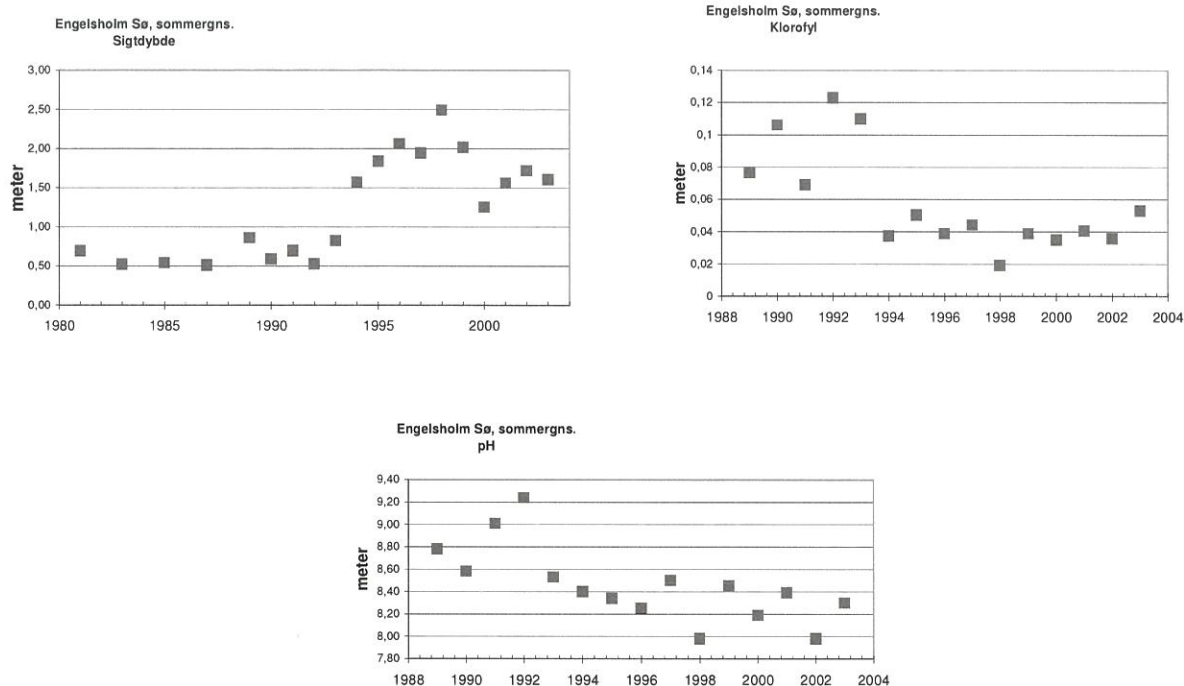 Engelsholm Sø, sommergns.
Sigtdybde
3,00
2,50
2,00
1,50
1,00
0,50
0,00
meter
1980 1985 1990 1995 2000
Engelsholm Sø, sommergns.
Klorofyl
0,14
0,12
0,1
0,08
0,06
0,04
0,02
0
meter
1988 1990 1992 1994 1996 1998 2000 2002 2004
Engelsholm Sø, sommergns.
pH
9,40
9,20
9,00
8,80
8,60
8,40
8,20
8,00
7,80
meter
1988 1990 1992 1994 1996 1998 2000 2002 2004